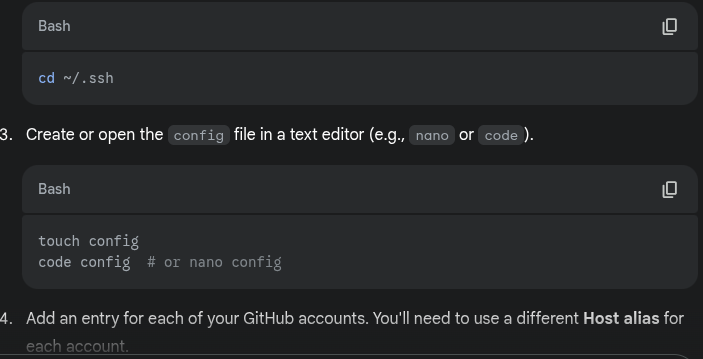 Bash
cd ~/.ssh
3. Create or open the config file in a text editor (e.g., nano or code ).
Bash
touch config
code config  # or nano config
4. Add an entry for each of your GitHub accounts. You'll need to use a different Host alias for
each account.